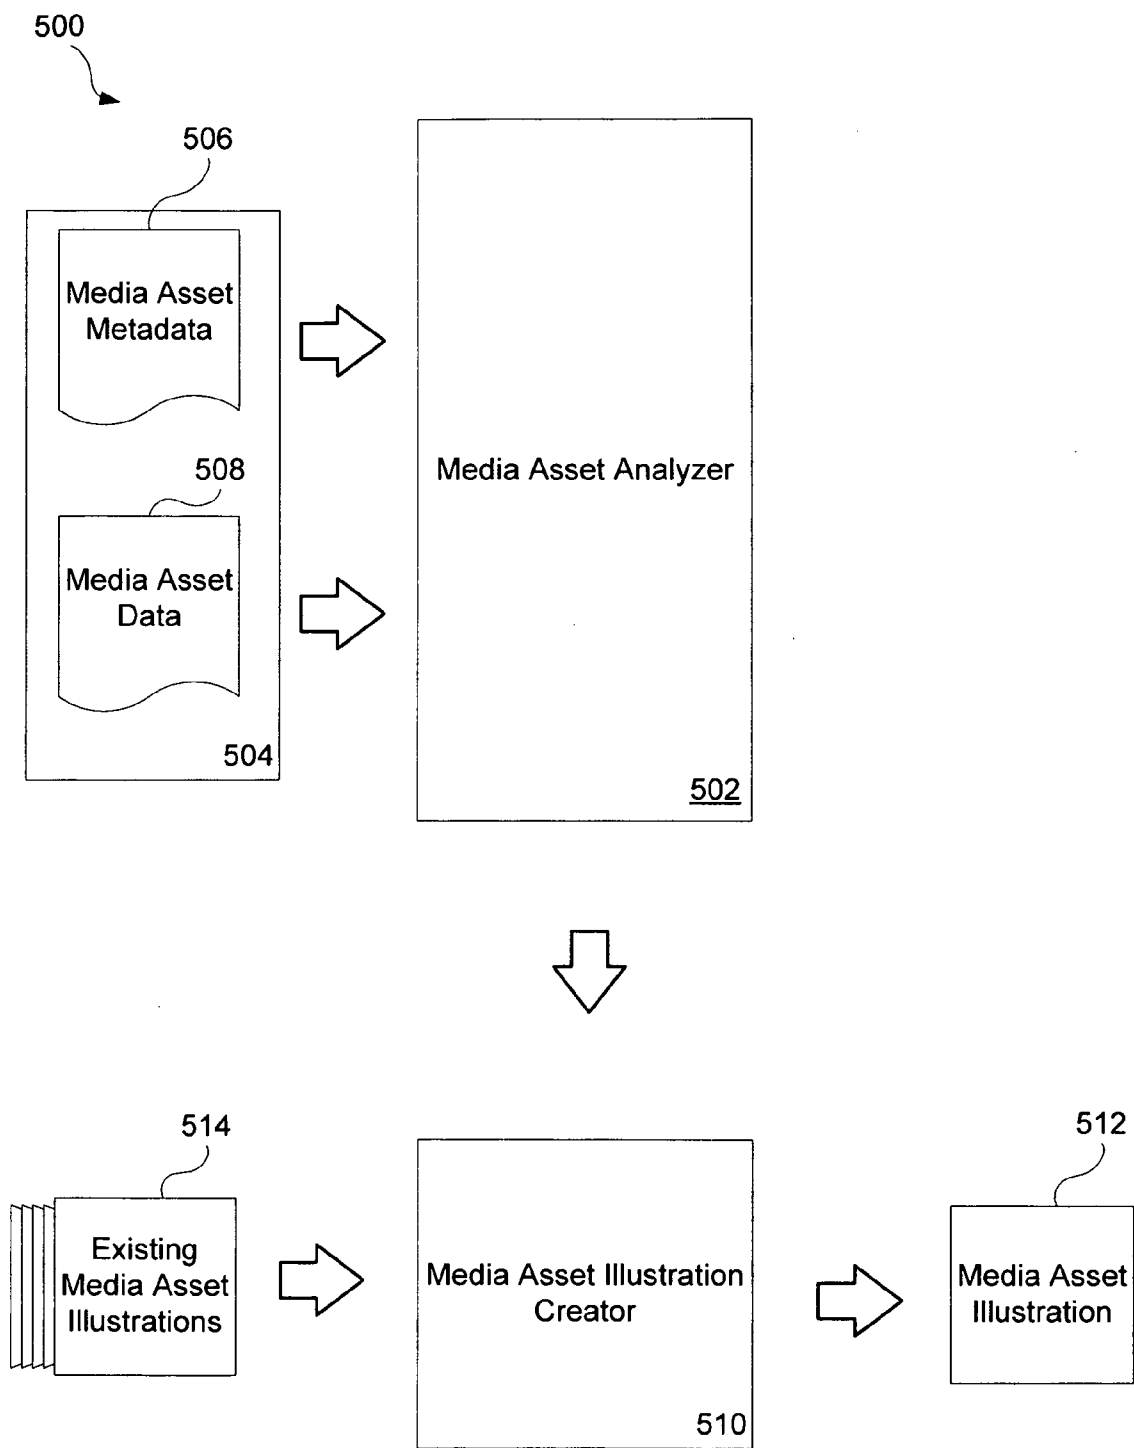 500
506
Media Asset
Metadata
508
Media Asset
Data
504
Media Asset Analyzer
502
514
Existing
Media Asset
Illustrations
Media Asset Illustration
Creator
510
512
Media Asset
Illustration